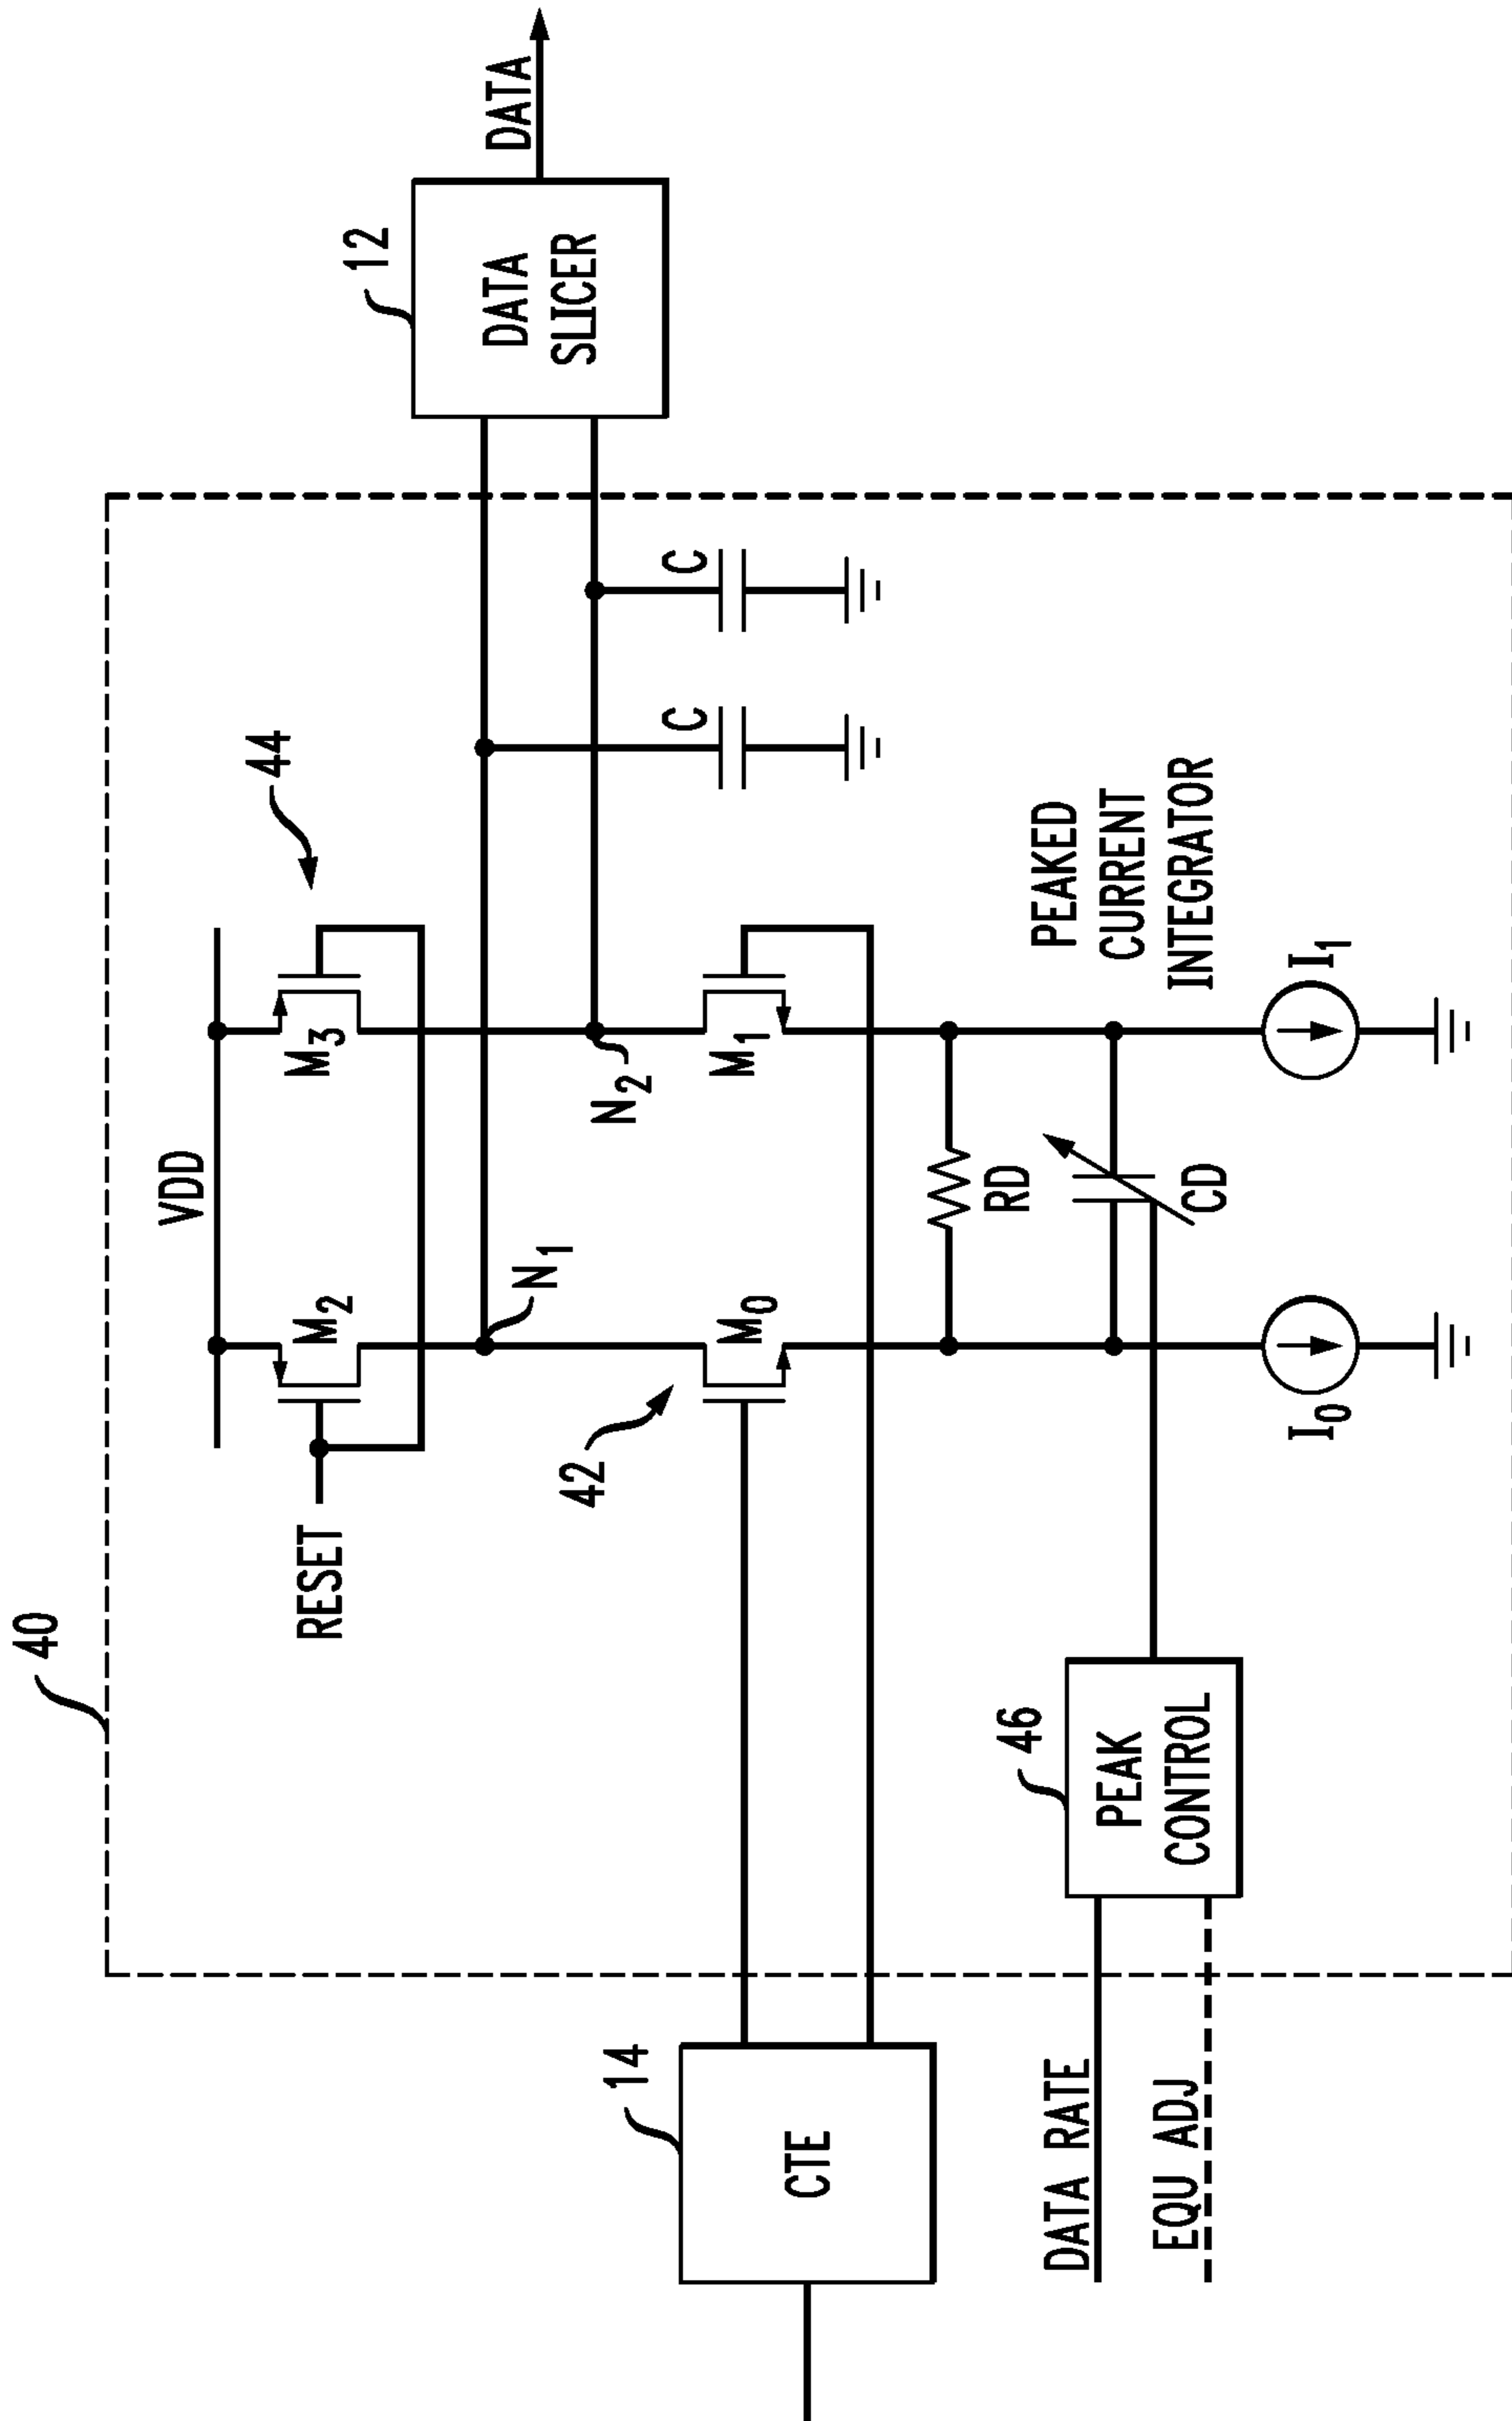 40
VDD
44
RESET
M2
M3
12
DATA
SLICER
DATA
N1
N2
42
M0
M1
C
C
14
CTE
RD
PEAKED
CURRENT
INTEGRATOR
46
PEAK
CONTROL
CD
DATA RATE
EQU ADJ
I0
I1